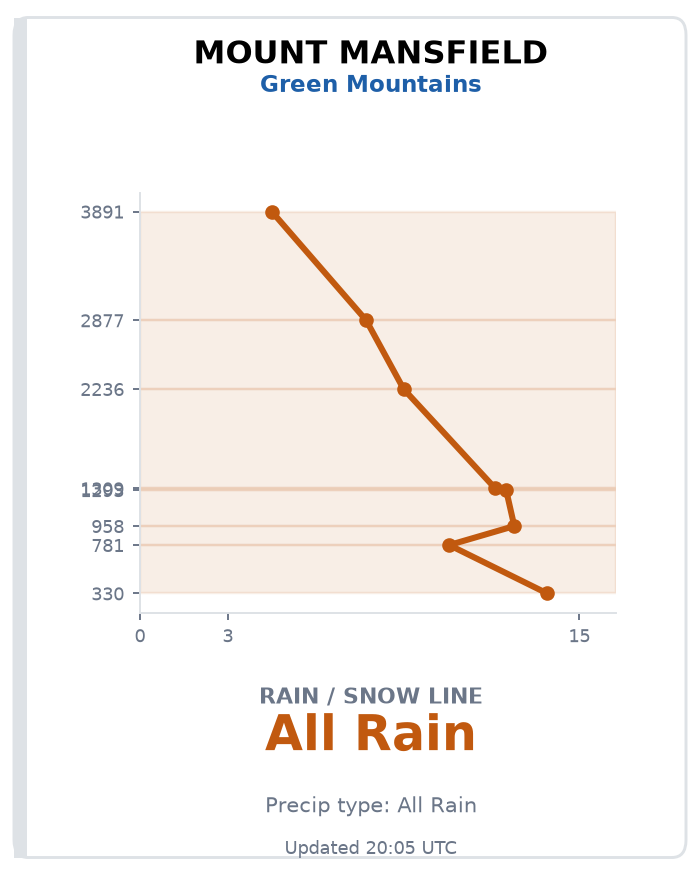 MOUNT MANSFIELD
Green Mountains
3891
2877
2236
958
781
330
0 3 15
RAIN / SNOW LINE
All Rain
Precip type: All Rain
Updated 20:05 UTC